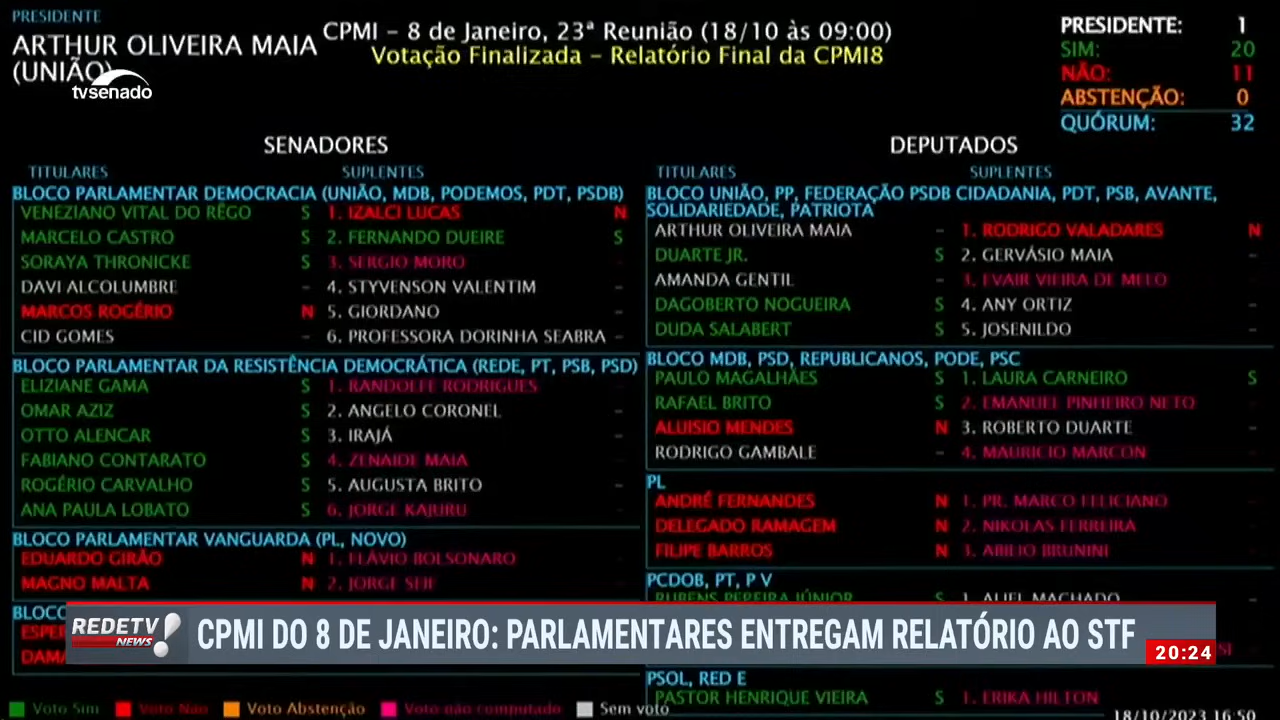 PRESIDENTE
ARTHUR OLIVEIRA MAIA
(UNIÃO)
tvsenado
CPMI - 8 de Janeiro, 23ª Reunião (18/10 às 09:00)
Votação Finalizada - Relatório Final da CPMI8
PRESIDENTE: 1
SIM: 20
NÃO: 11
ABSTENÇÃO: 0
QUÓRUM: 32
SENADORES
TITULARES SUPLENTES
BLOCO PARLAMENTAR DEMOCRACIA (UNIÃO, MDB, PODEMOS, PDT, PSDB)
VENEZIANO VITAL DO RÊGO S 1. IZALCI LUCAS N
MARCELO CASTRO S 2. FERNANDO DUEIRE S
SORAYA THRONICKE S 3. SERGIO MORO -
DAVI ALCOLUMBRE - 4. STYVENSON VALENTIM -
MARCOS ROGÉRIO N 5. GIORDANO -
CID GOMES - 6. PROFESSORA DORINHA SEABRA -
BLOCO PARLAMENTAR DA RESISTÊNCIA DEMOCRÁTICA (REDE, PT, PSB, PSD)
ELIZIANE GAMA S 1. RANDOLFE RODRIGUES -
OMAR AZIZ S 2. ANGELO CORONEL -
OTTO ALENCAR S 3. IRAJÁ -
FABIANO CONTARATO S 4. ZENAIDE MAIA -
ROGÉRIO CARVALHO S 5. AUGUSTA BRITO -
ANA PAULA LOBATO S 6. JORGE KAJURU -
BLOCO PARLAMENTAR VANGUARDA (PL, NOVO)
EDUARDO GIRÃO N 1. FLÁVIO BOLSONARO -
MAGNO MALTA N 2. JORGE SEIF -
BLOCO
DEPUTADOS
TITULARES SUPLENTES
BLOCO UNIÃO, PP, FEDERAÇÃO PSDB CIDADANIA, PDT, PSB, AVANTE,
SOLIDARIEDADE, PATRIOTA
ARTHUR OLIVEIRA MAIA - 1. RODRIGO VALADARES N
DUARTE JR. S 2. GERVÁSIO MAIA -
AMANDA GENTIL - 3. EVAIR VIEIRA DE MELO -
DAGOBERTO NOGUEIRA S 4. ANY ORTIZ -
DUDA SALABERT S 5. JOSENILDO -
BLOCO MDB, PSD, REPUBLICANOS, PODE, PSC
PAULO MAGALHÃES S 1. LAURA CARNEIRO S
RAFAEL BRITO S 2. EMANUEL PINHEIRO NETO -
ALUISIO MENDES N 3. ROBERTO DUARTE -
RODRIGO GAMBALE - 4. MAURICIO MARCON -
PL
ANDRÉ FERNANDES N 1. PR. MARCO FELICIANO -
DELEGADO RAMAGEM N 2. NIKOLAS FERREIRA -
FILIPE BARROS N 3. ABILIO BRUNINI -
PCDOB, PT, P V
RUBENS PEREIRA JÚNIOR 1. ALIEL MACHADO
PSOL, RED E
PASTOR HENRIQUE VIEIRA S 1. ERIKA HILTON -
REDETV NEWS!
CPMI DO 8 DE JANEIRO: PARLAMENTARES ENTREGAM RELATÓRIO AO STF
20:24
Voto Sim Voto Não Voto Abstenção Voto não computado Sem voto
18/10/2023 16:50